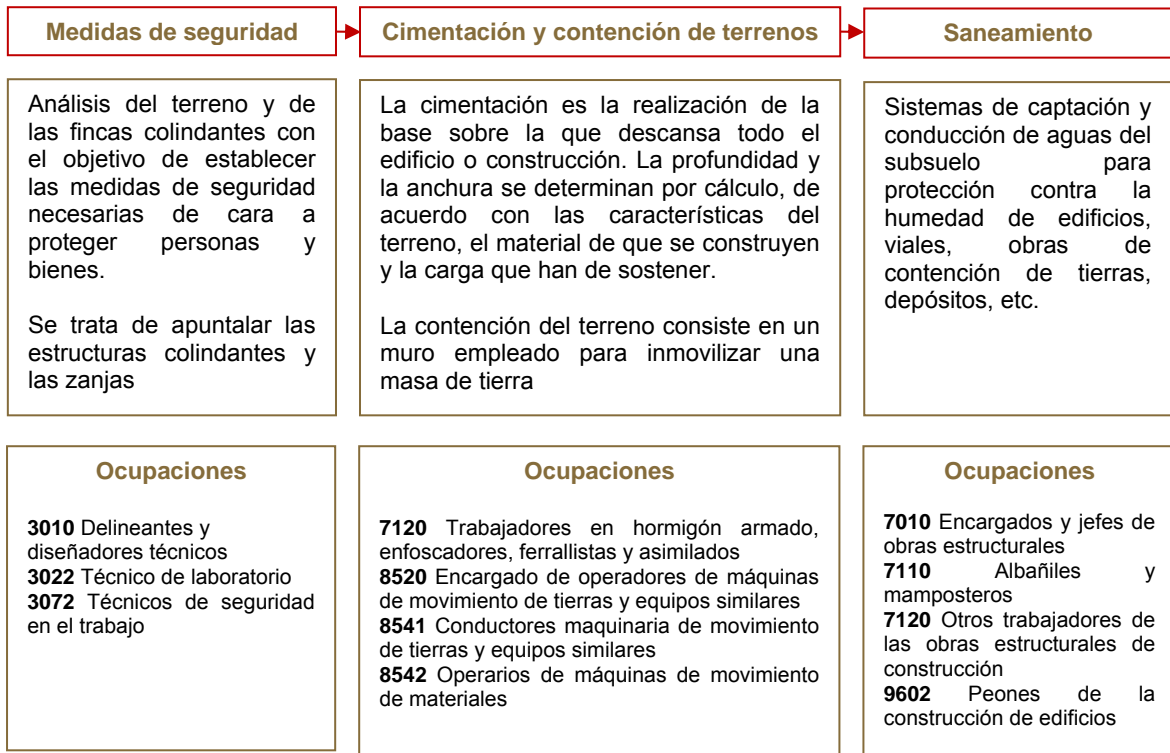 Medidas de seguridad
Cimentación y contención de terrenos
Saneamiento
Análisis del terreno y de
las fincas colindantes con
el objetivo de establecer
las medidas de seguridad
necesarias de cara a
proteger personas y
bienes.
Se trata de apuntalar las
estructuras colindantes y
las zanjas
La cimentación es la realización de la
base sobre la que descansa todo el
edificio o construcción. La profundidad y
la anchura se determinan por cálculo, de
acuerdo con las características del
terreno, el material de que se construyen
y la carga que han de sostener.
La contención del terreno consiste en un
muro empleado para inmovilizar una
masa de tierra
Sistemas de captación y
conducción de aguas del
subsuelo para
protección contra la
humedad de edificios,
viales, obras de
contención de tierras,
depósitos, etc.
Ocupaciones
3010 Delineantes y
diseñadores técnicos
3022 Técnico de laboratorio
3072 Técnicos de seguridad
en el trabajo
Ocupaciones
7120 Trabajadores en hormigón armado,
enfoscadores, ferrallistas y asimilados
8520 Encargado de operadores de máquinas
de movimiento de tierras y equipos similares
8541 Conductores maquinaria de movimiento
de tierras y equipos similares
8542 Operarios de máquinas de movimiento
de materiales
Ocupaciones
7010 Encargados y jefes de
obras estructurales
7110 Albañiles y
mamposteros
7120 Otros trabajadores de
las obras estructurales de
construcción
9602 Peones de la
construcción de edificios